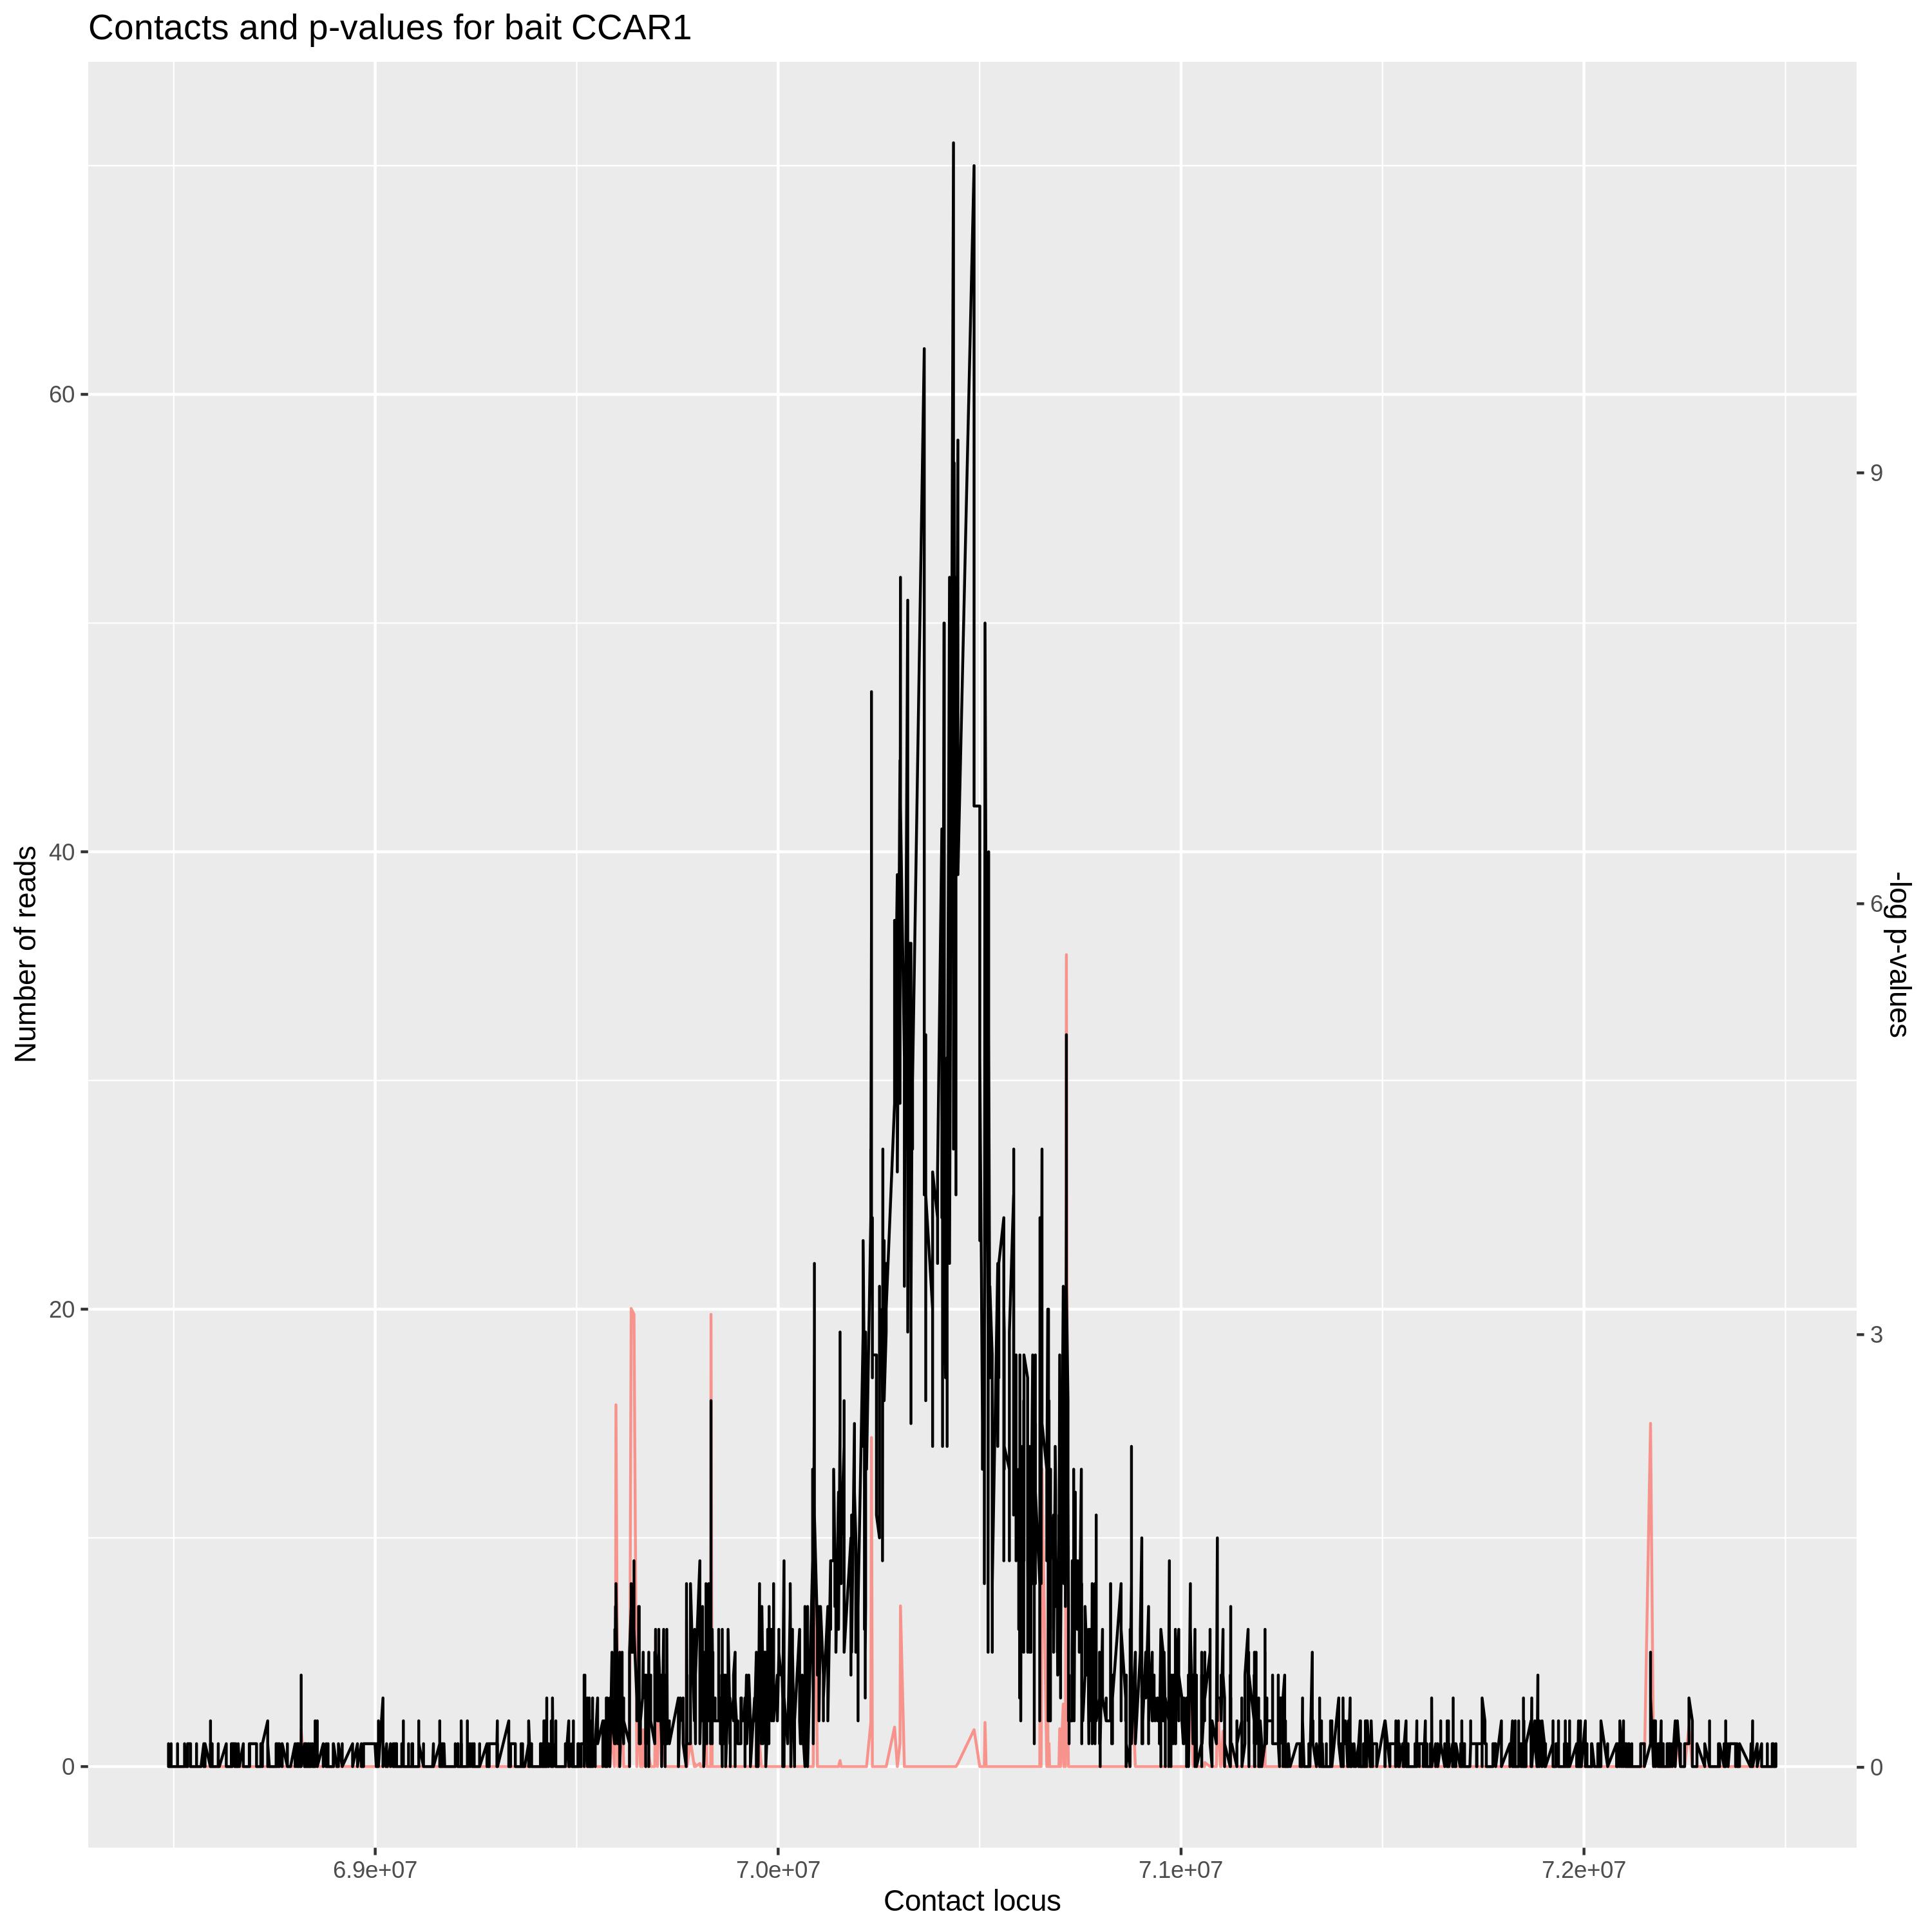 Contacts and p-values for bait CCAR1
Number of reads
60
40
20
0
9
6
3
0
-log p-values
6.9e+07
7.0e+07
7.1e+07
7.2e+07
Contact locus